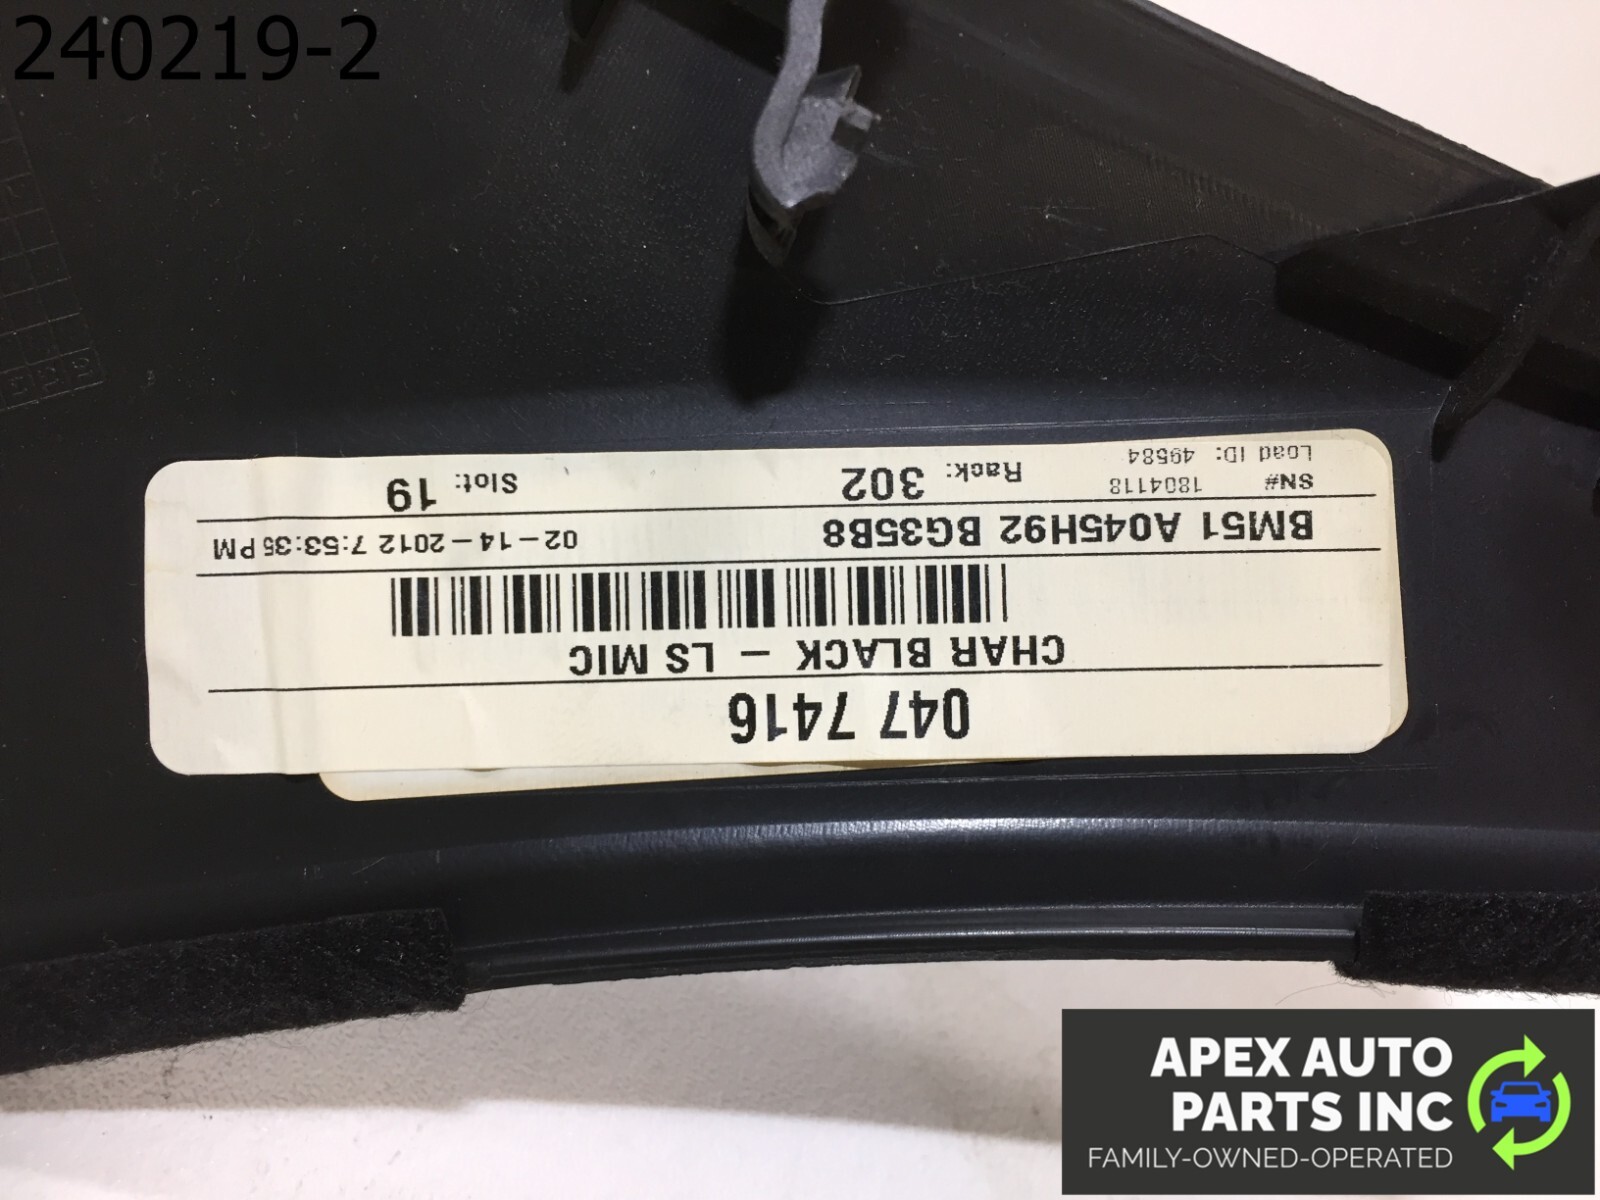 240219-2
047 7416
CHAR BLACK - LS MIC
BM51 A045H92 BG35B8 02-14-2012 7:53:35 PM
SN# 1804118 Rack: 302 Slot: 19
Load ID: 49584
APEX AUTO
PARTS INC
FAMILY-OWNED-OPERATED